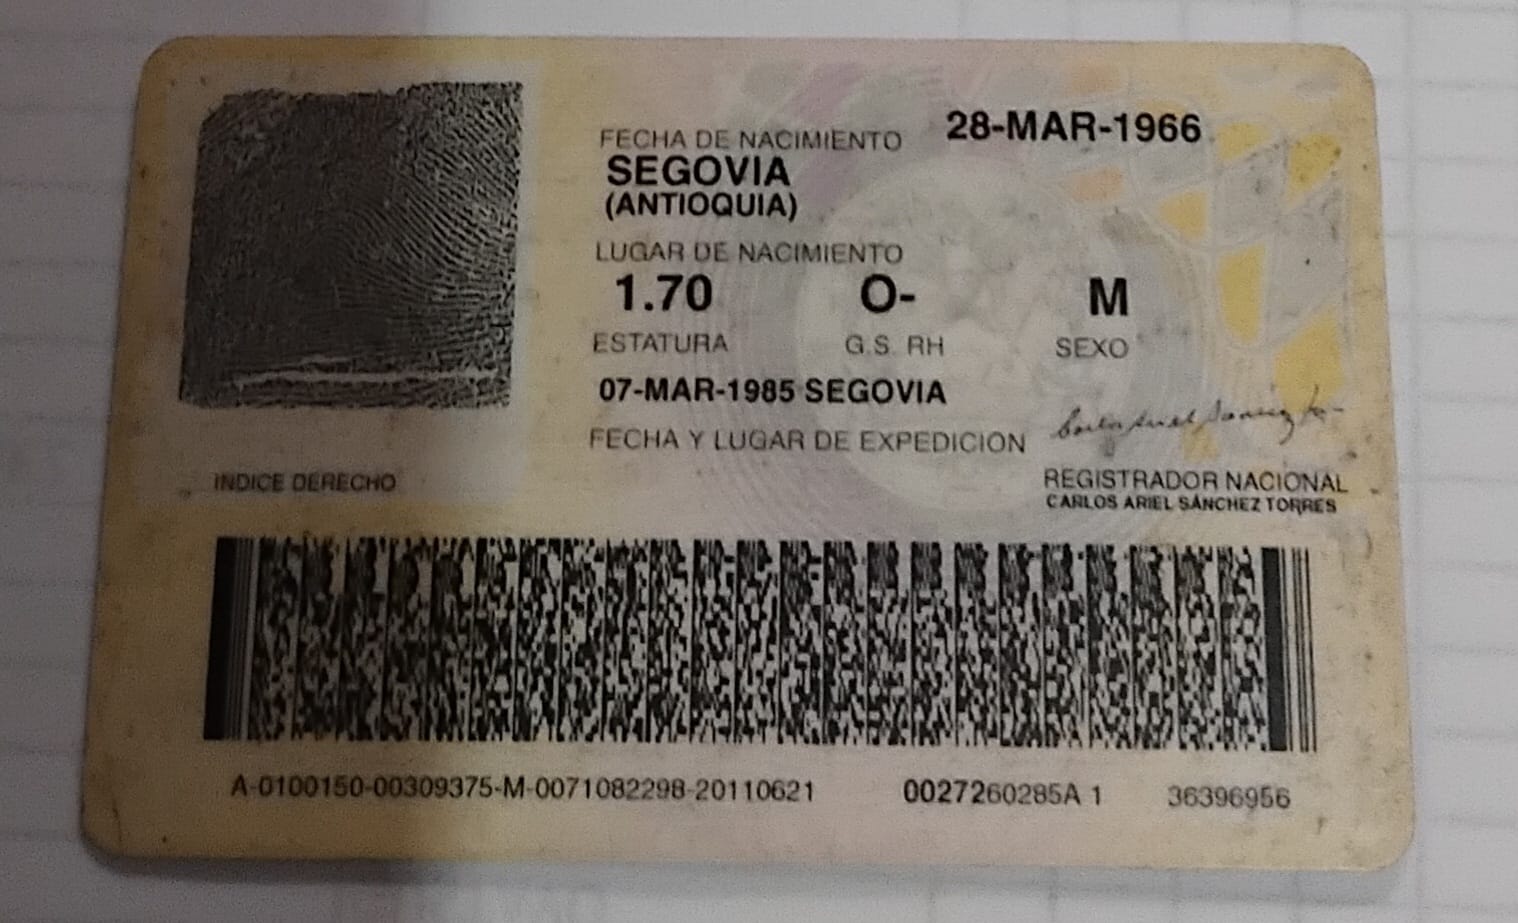 FECHA DE NACIMIENTO 28-MAR-1966
SEGOVIA
(ANTIOQUIA)
LUGAR DE NACIMIENTO
1.70 O- M
ESTATURA G.S. RH SEXO
07-MAR-1985 SEGOVIA
FECHA Y LUGAR DE EXPEDICION
INDICE DERECHO
REGISTRADOR NACIONAL
CARLOS ARIEL SÁNCHEZ TORRES
A-0100150-00309375-M-0071082298-20110621 0027260285A 1 36396956